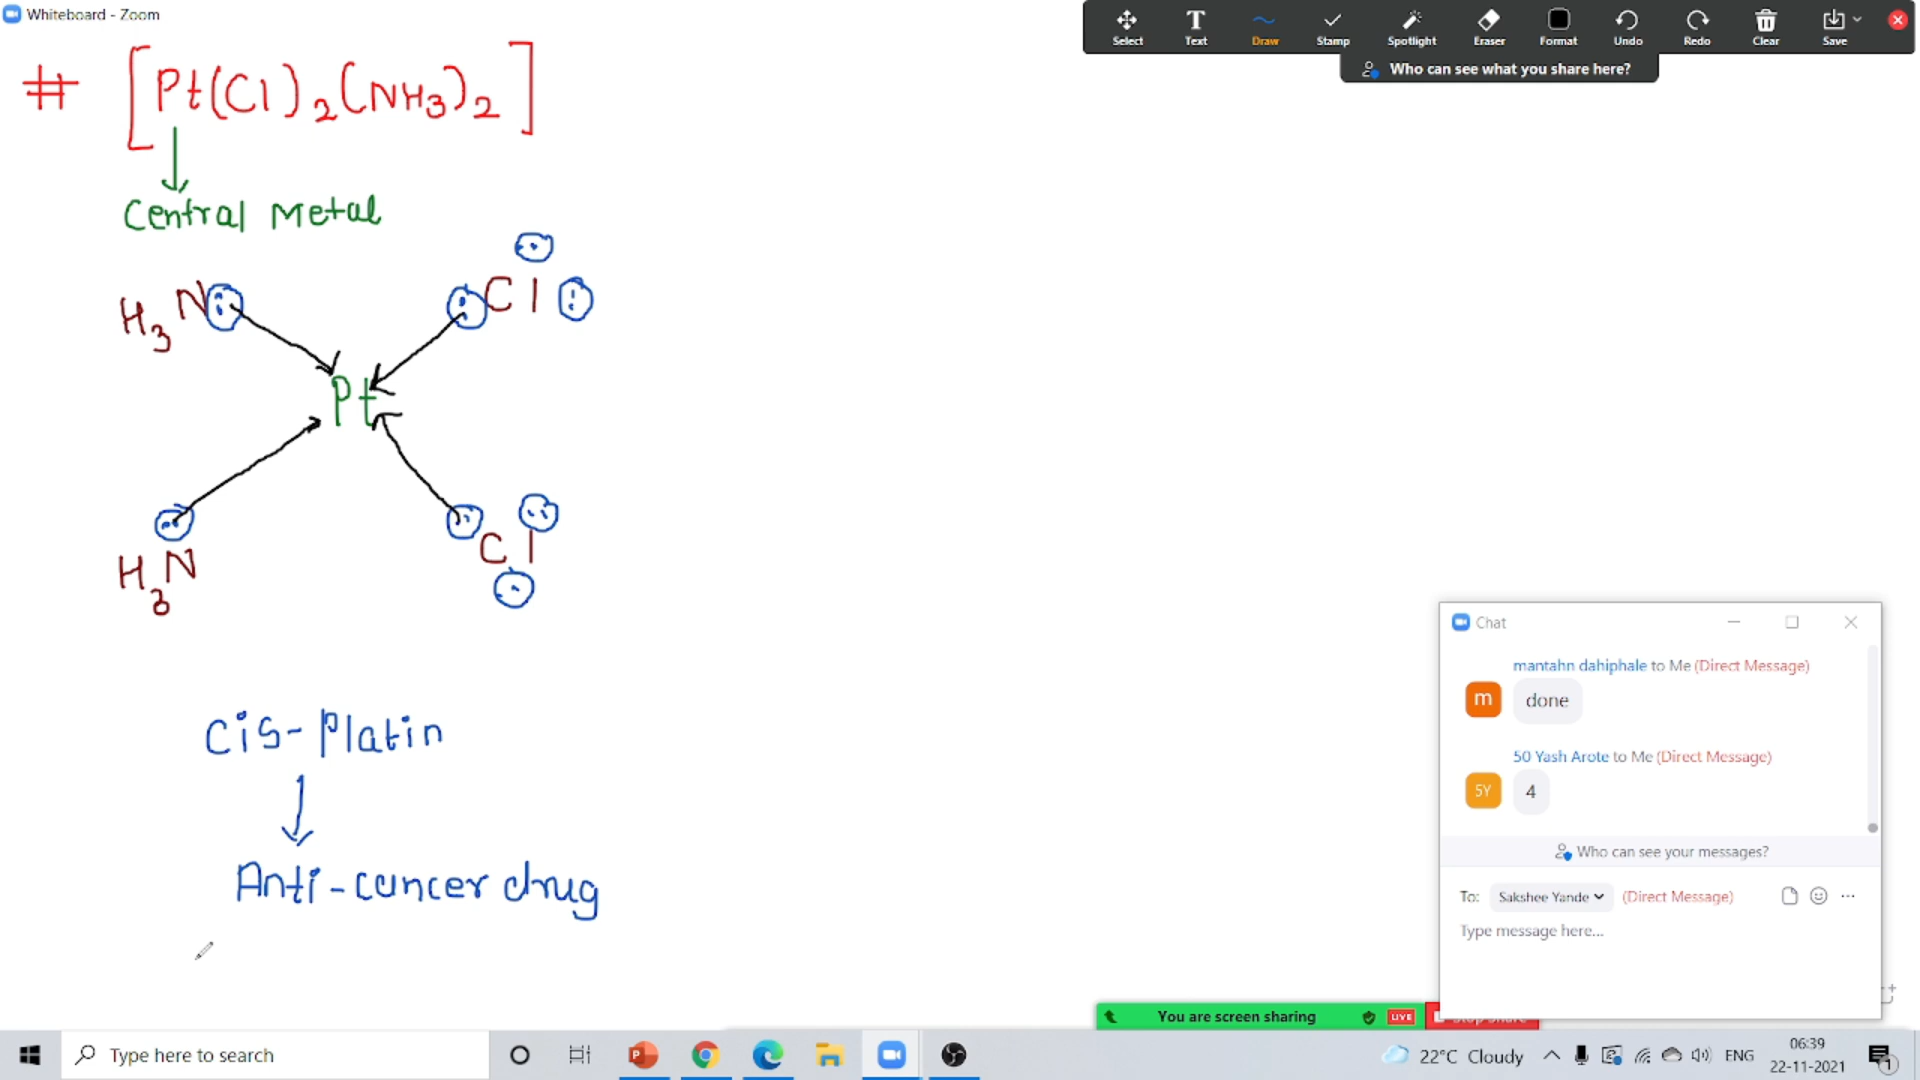 Whiteboard - Zoom
Select Text Draw Stamp Spotlight Eraser Format Undo Redo Clear Save
Who can see what you share here?
# [Pt(Cl)2(NH3)2]
Central Metal
H3N Cl
Pt
H3N Cl
Cis-Platin
Anti-cancer drug
Chat
mantahn dahiphale to Me (Direct Message)
m done
50 Yash Arote to Me (Direct Message)
5Y 4
Who can see your messages?
To: Sakshee Yande (Direct Message)
Type message here...
You are screen sharing LIVE
Type here to search
22°C Cloudy ENG
06:39
22-11-2021
1